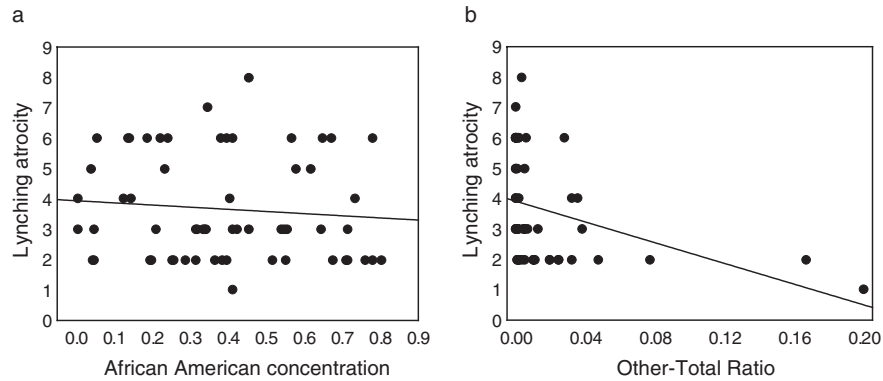 a
9
8
7
6
5
4
3
2
1
0
Lynching atrocity
0.0 0.1 0.2 0.3 0.4 0.5 0.6 0.7 0.8 0.9
African American concentration
b
9
8
7
6
5
4
3
2
1
0
Lynching atrocity
0.00 0.04 0.08 0.12 0.16 0.20
Other-Total Ratio